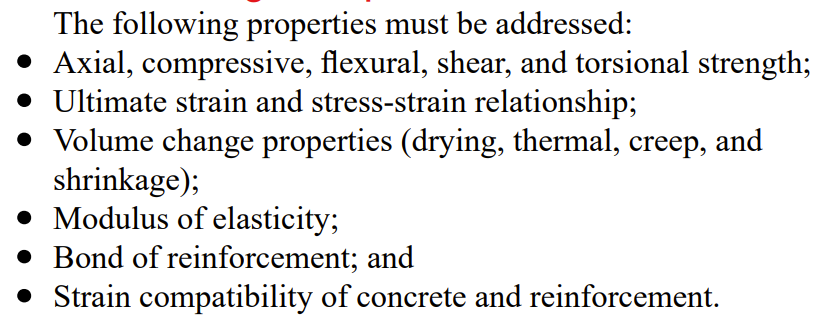 The following properties must be addressed:
● Axial, compressive, flexural, shear, and torsional strength;
● Ultimate strain and stress-strain relationship;
● Volume change properties (drying, thermal, creep, and
shrinkage);
● Modulus of elasticity;
● Bond of reinforcement; and
● Strain compatibility of concrete and reinforcement.